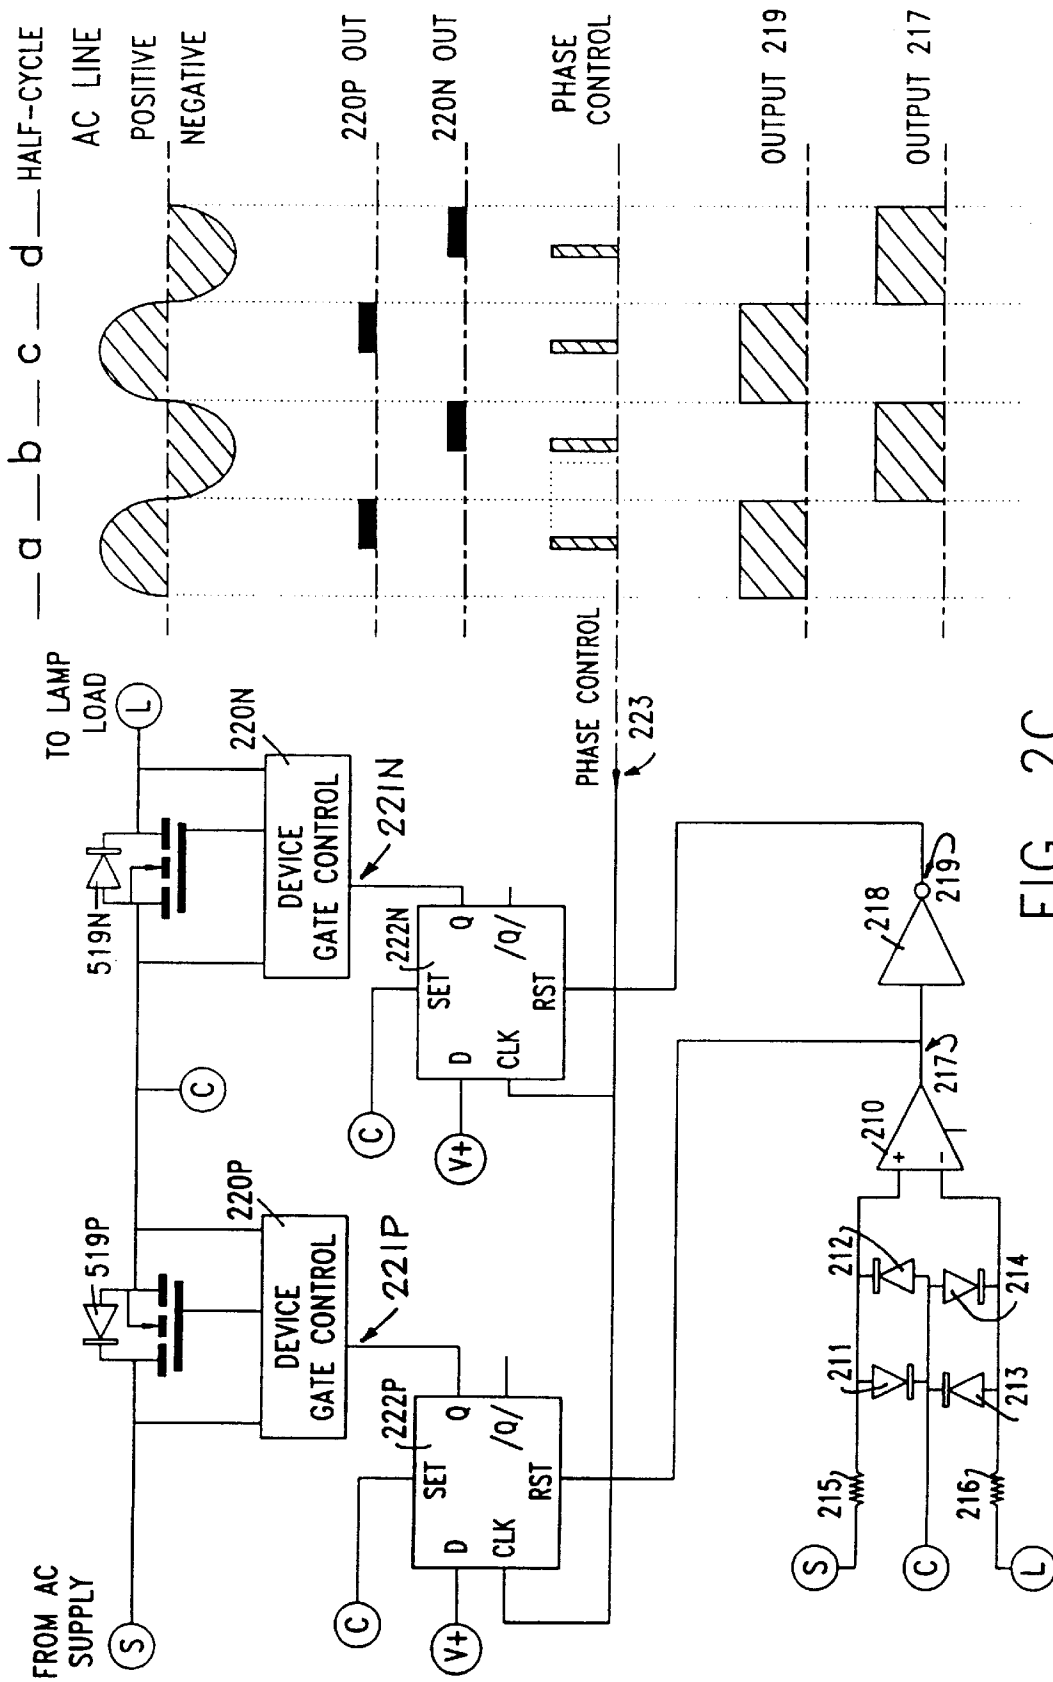 FROM AC
SUPPLY
S
519P
C
519N
TO LAMP
LOAD
L
DEVICE
GATE CONTROL
220P
DEVICE
GATE CONTROL
220N
221P
221N
C
222P
SET
D
Q
V+
CLK
/Q/
RST
C
222N
SET
D
Q
V+
CLK
/Q/
RST
PHASE CONTROL
223
S
215
211
212
C
+
-
210
217
218
219
L
216
213
214
a b c d HALF-CYCLE
AC LINE
POSITIVE
NEGATIVE
220P OUT
220N OUT
PHASE
CONTROL
OUTPUT 219
OUTPUT 217
FIG. 2C